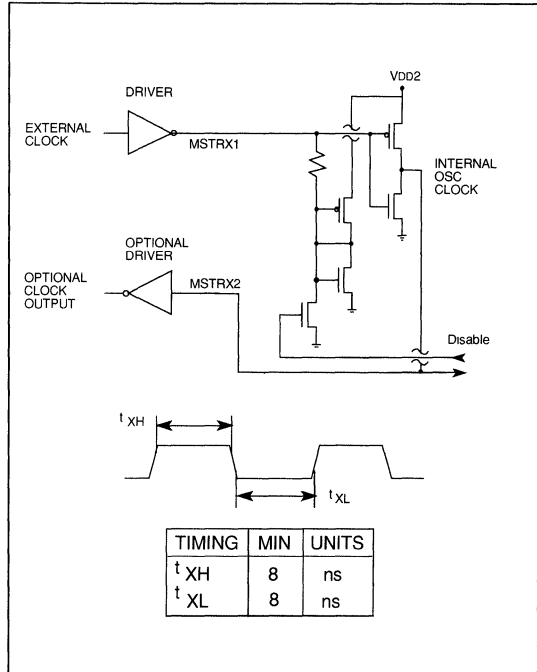 VDD2
DRIVER
EXTERNAL
CLOCK
MSTRX1
INTERNAL
OSC
CLOCK
OPTIONAL
DRIVER
OPTIONAL
CLOCK
OUTPUT
MSTRX2
Disable
t XH
t XL
TIMING MIN UNITS
t XH 8 ns
t XL 8 ns